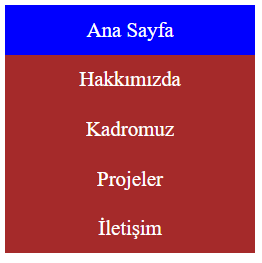 Ana Sayfa
Hakkımızda
Kadromuz
Projeler
İletişim